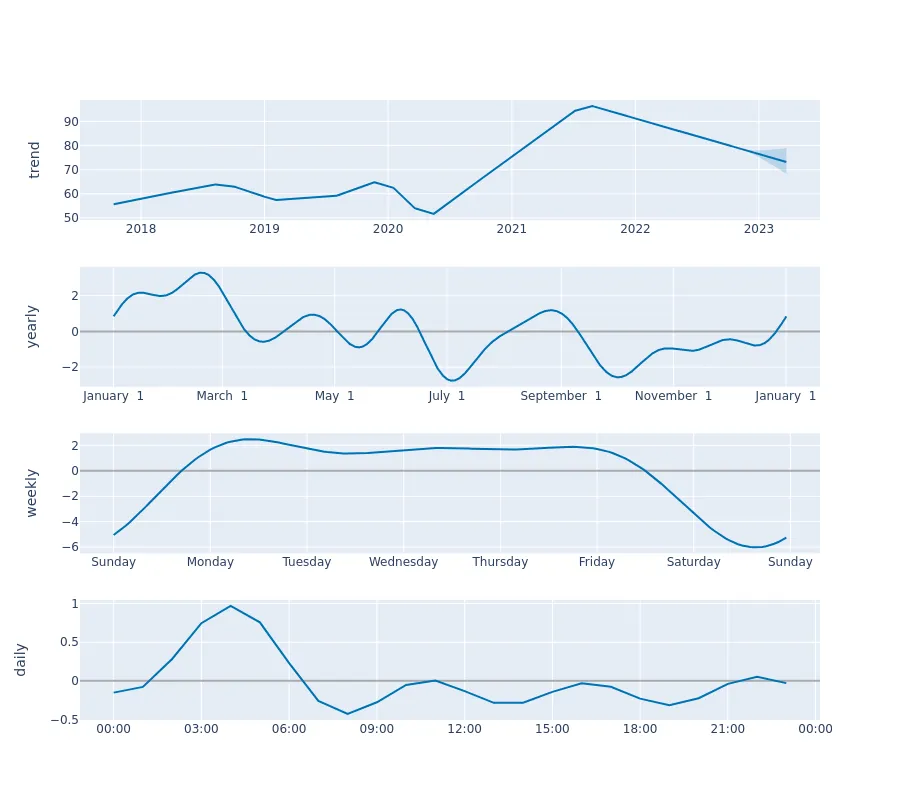 trend
90
80
70
60
50
2018 2019 2020 2021 2022 2023
yearly
2
0
−2
January 1 March 1 May 1 July 1 September 1 November 1 January 1
weekly
2
0
−2
−4
−6
Sunday Monday Tuesday Wednesday Thursday Friday Saturday Sunday
daily
1
0.5
0
−0.5
00:00 03:00 06:00 09:00 12:00 15:00 18:00 21:00 00:00